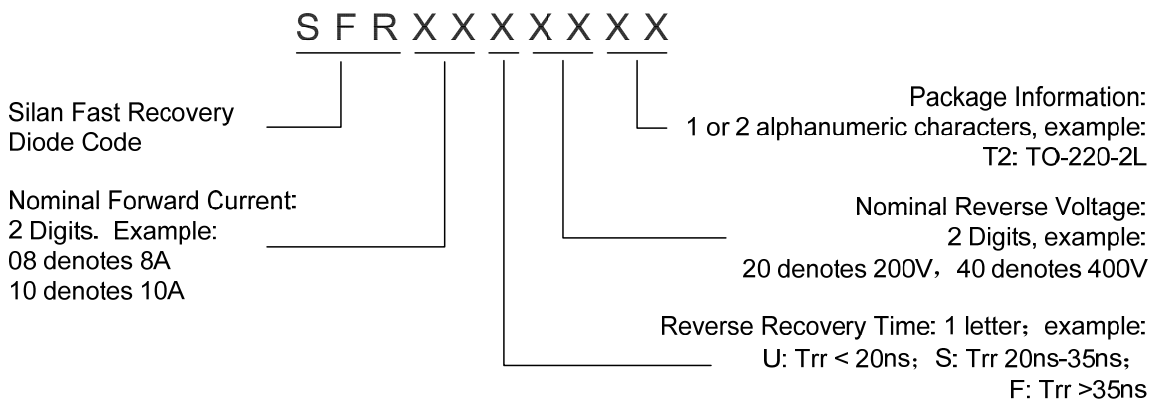 S F R X X X X X X X
Silan Fast Recovery
Diode Code
Nominal Forward Current:
2 Digits. Example:
08 denotes 8A
10 denotes 10A
Package Information:
1 or 2 alphanumeric characters, example:
T2: TO-220-2L
Nominal Reverse Voltage:
2 Digits, example:
20 denotes 200V，40 denotes 400V
Reverse Recovery Time: 1 letter；example:
U: Trr < 20ns；S: Trr 20ns-35ns；
F: Trr >35ns